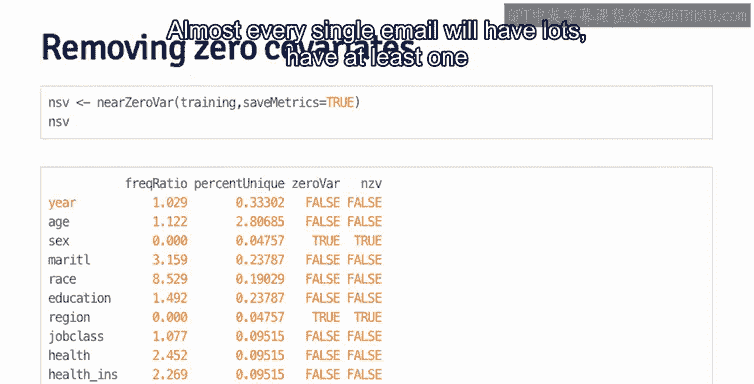 Almost every single email will have lots,
have at least one
Removing zero covariates
nsv <- nearZeroVar(training,saveMetrics=TRUE)
nsv
freqRatio percentUnique zeroVar nzv
year 1.029 0.33302 FALSE FALSE
age 1.122 2.80685 FALSE FALSE
sex 0.000 0.04757 TRUE TRUE
maritl 3.159 0.23787 FALSE FALSE
race 8.529 0.19029 FALSE FALSE
education 1.492 0.23787 FALSE FALSE
region 0.000 0.04757 TRUE TRUE
jobclass 1.077 0.09515 FALSE FALSE
health 2.452 0.09515 FALSE FALSE
health_ins 2.269 0.09515 FALSE FALSE